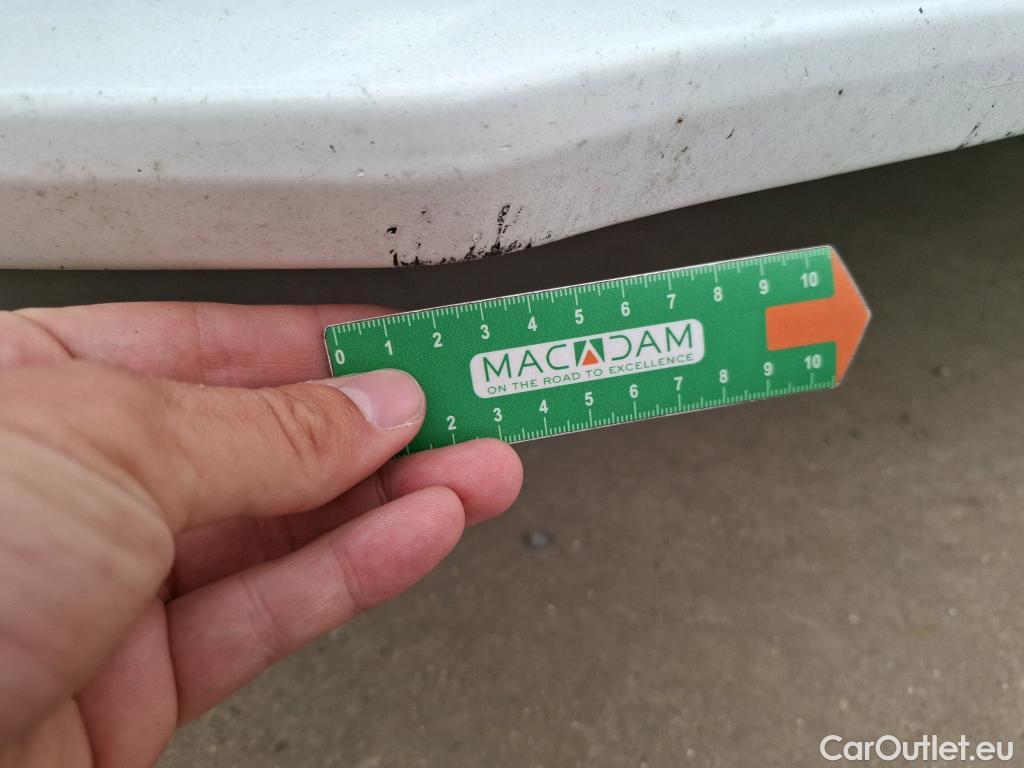 0 1 2 3 4 5 6 7 8 9 10
MACADAM
ON THE ROAD TO EXCELLENCE
2 3 4 5 6 7 8 9 10
CarOutlet.eu